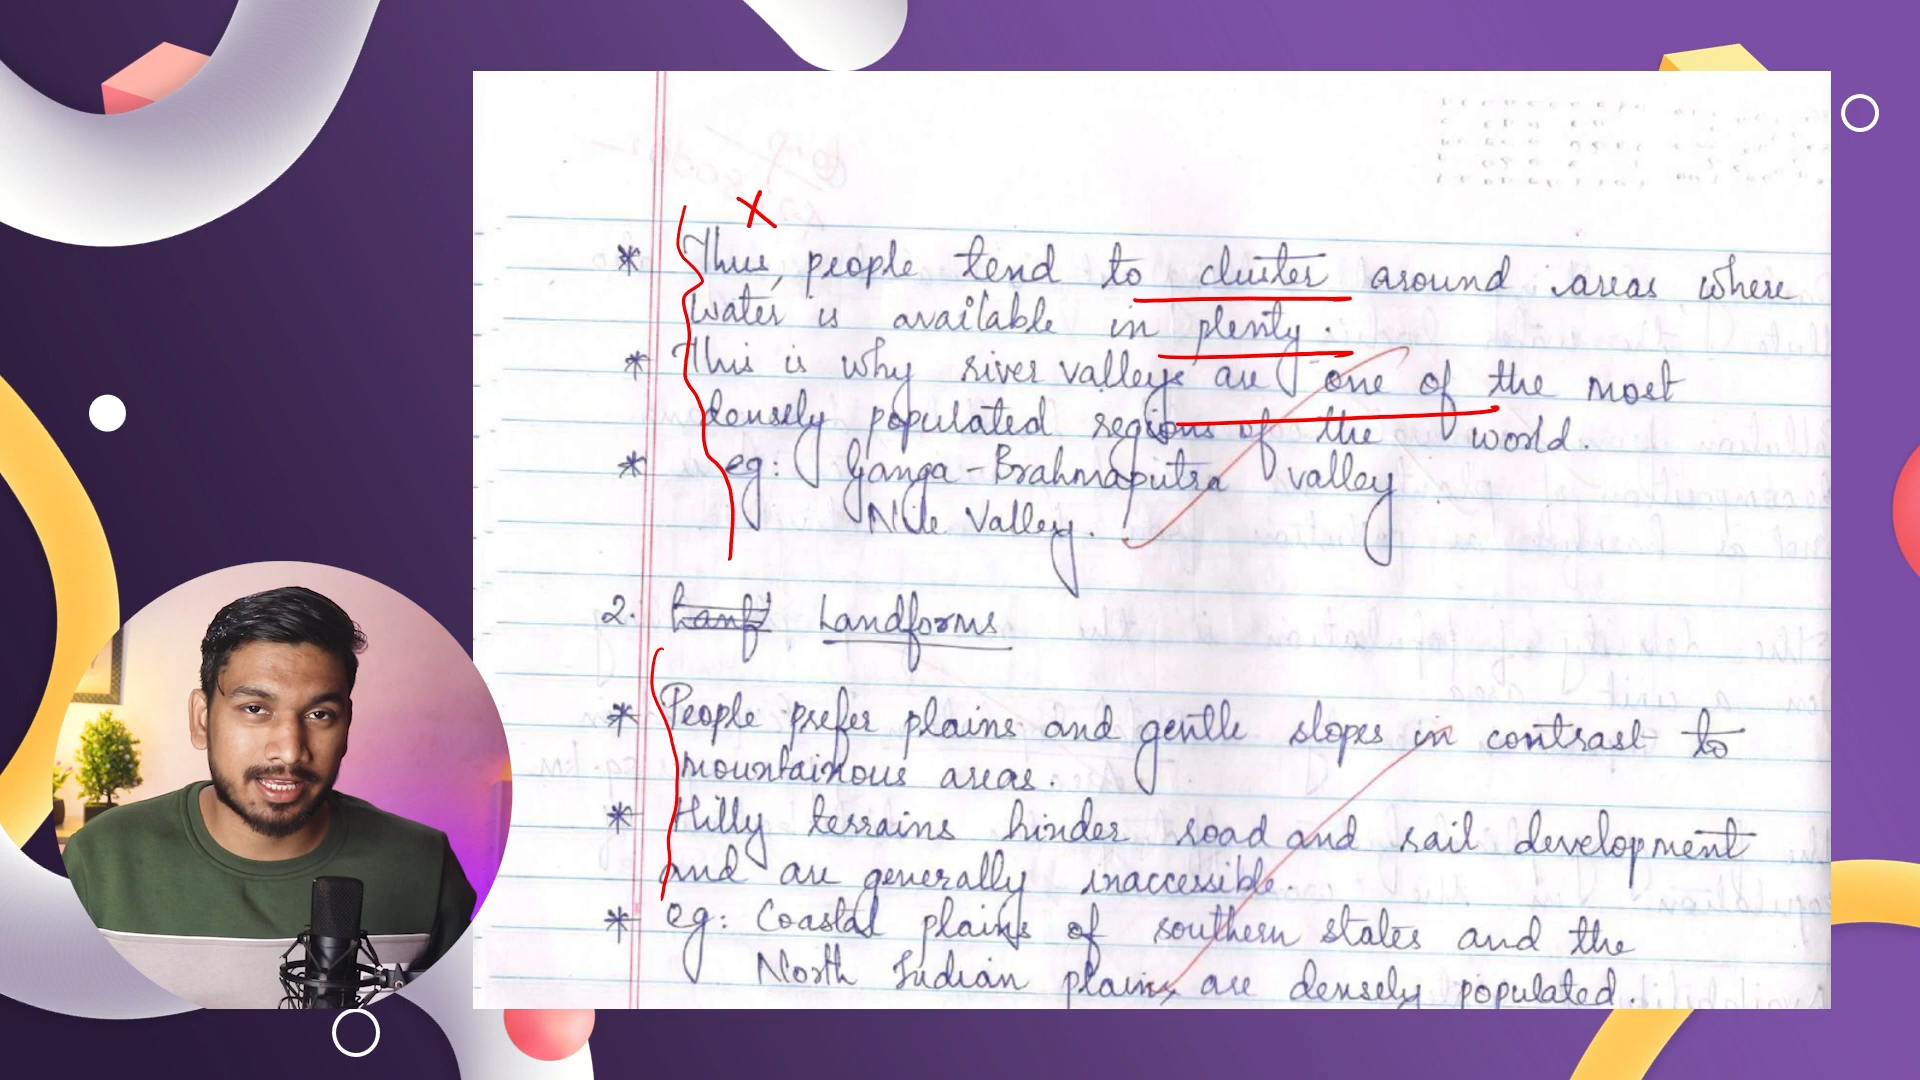 * Thus, people tend to cluster around areas where
water is available in plenty.
* This is why river valleys are one of the most
densely populated regions of the world.
* eg: Ganga - Brahmaputra valley
Nile Valley.
2. Landforms
* People prefer plains and gentle slopes in contrast to
mountainous areas.
* Hilly terrains hinder road and rail development
and are generally inaccessible.
* eg: Coastal plains of southern states and the
North Indian plains are densely populated.